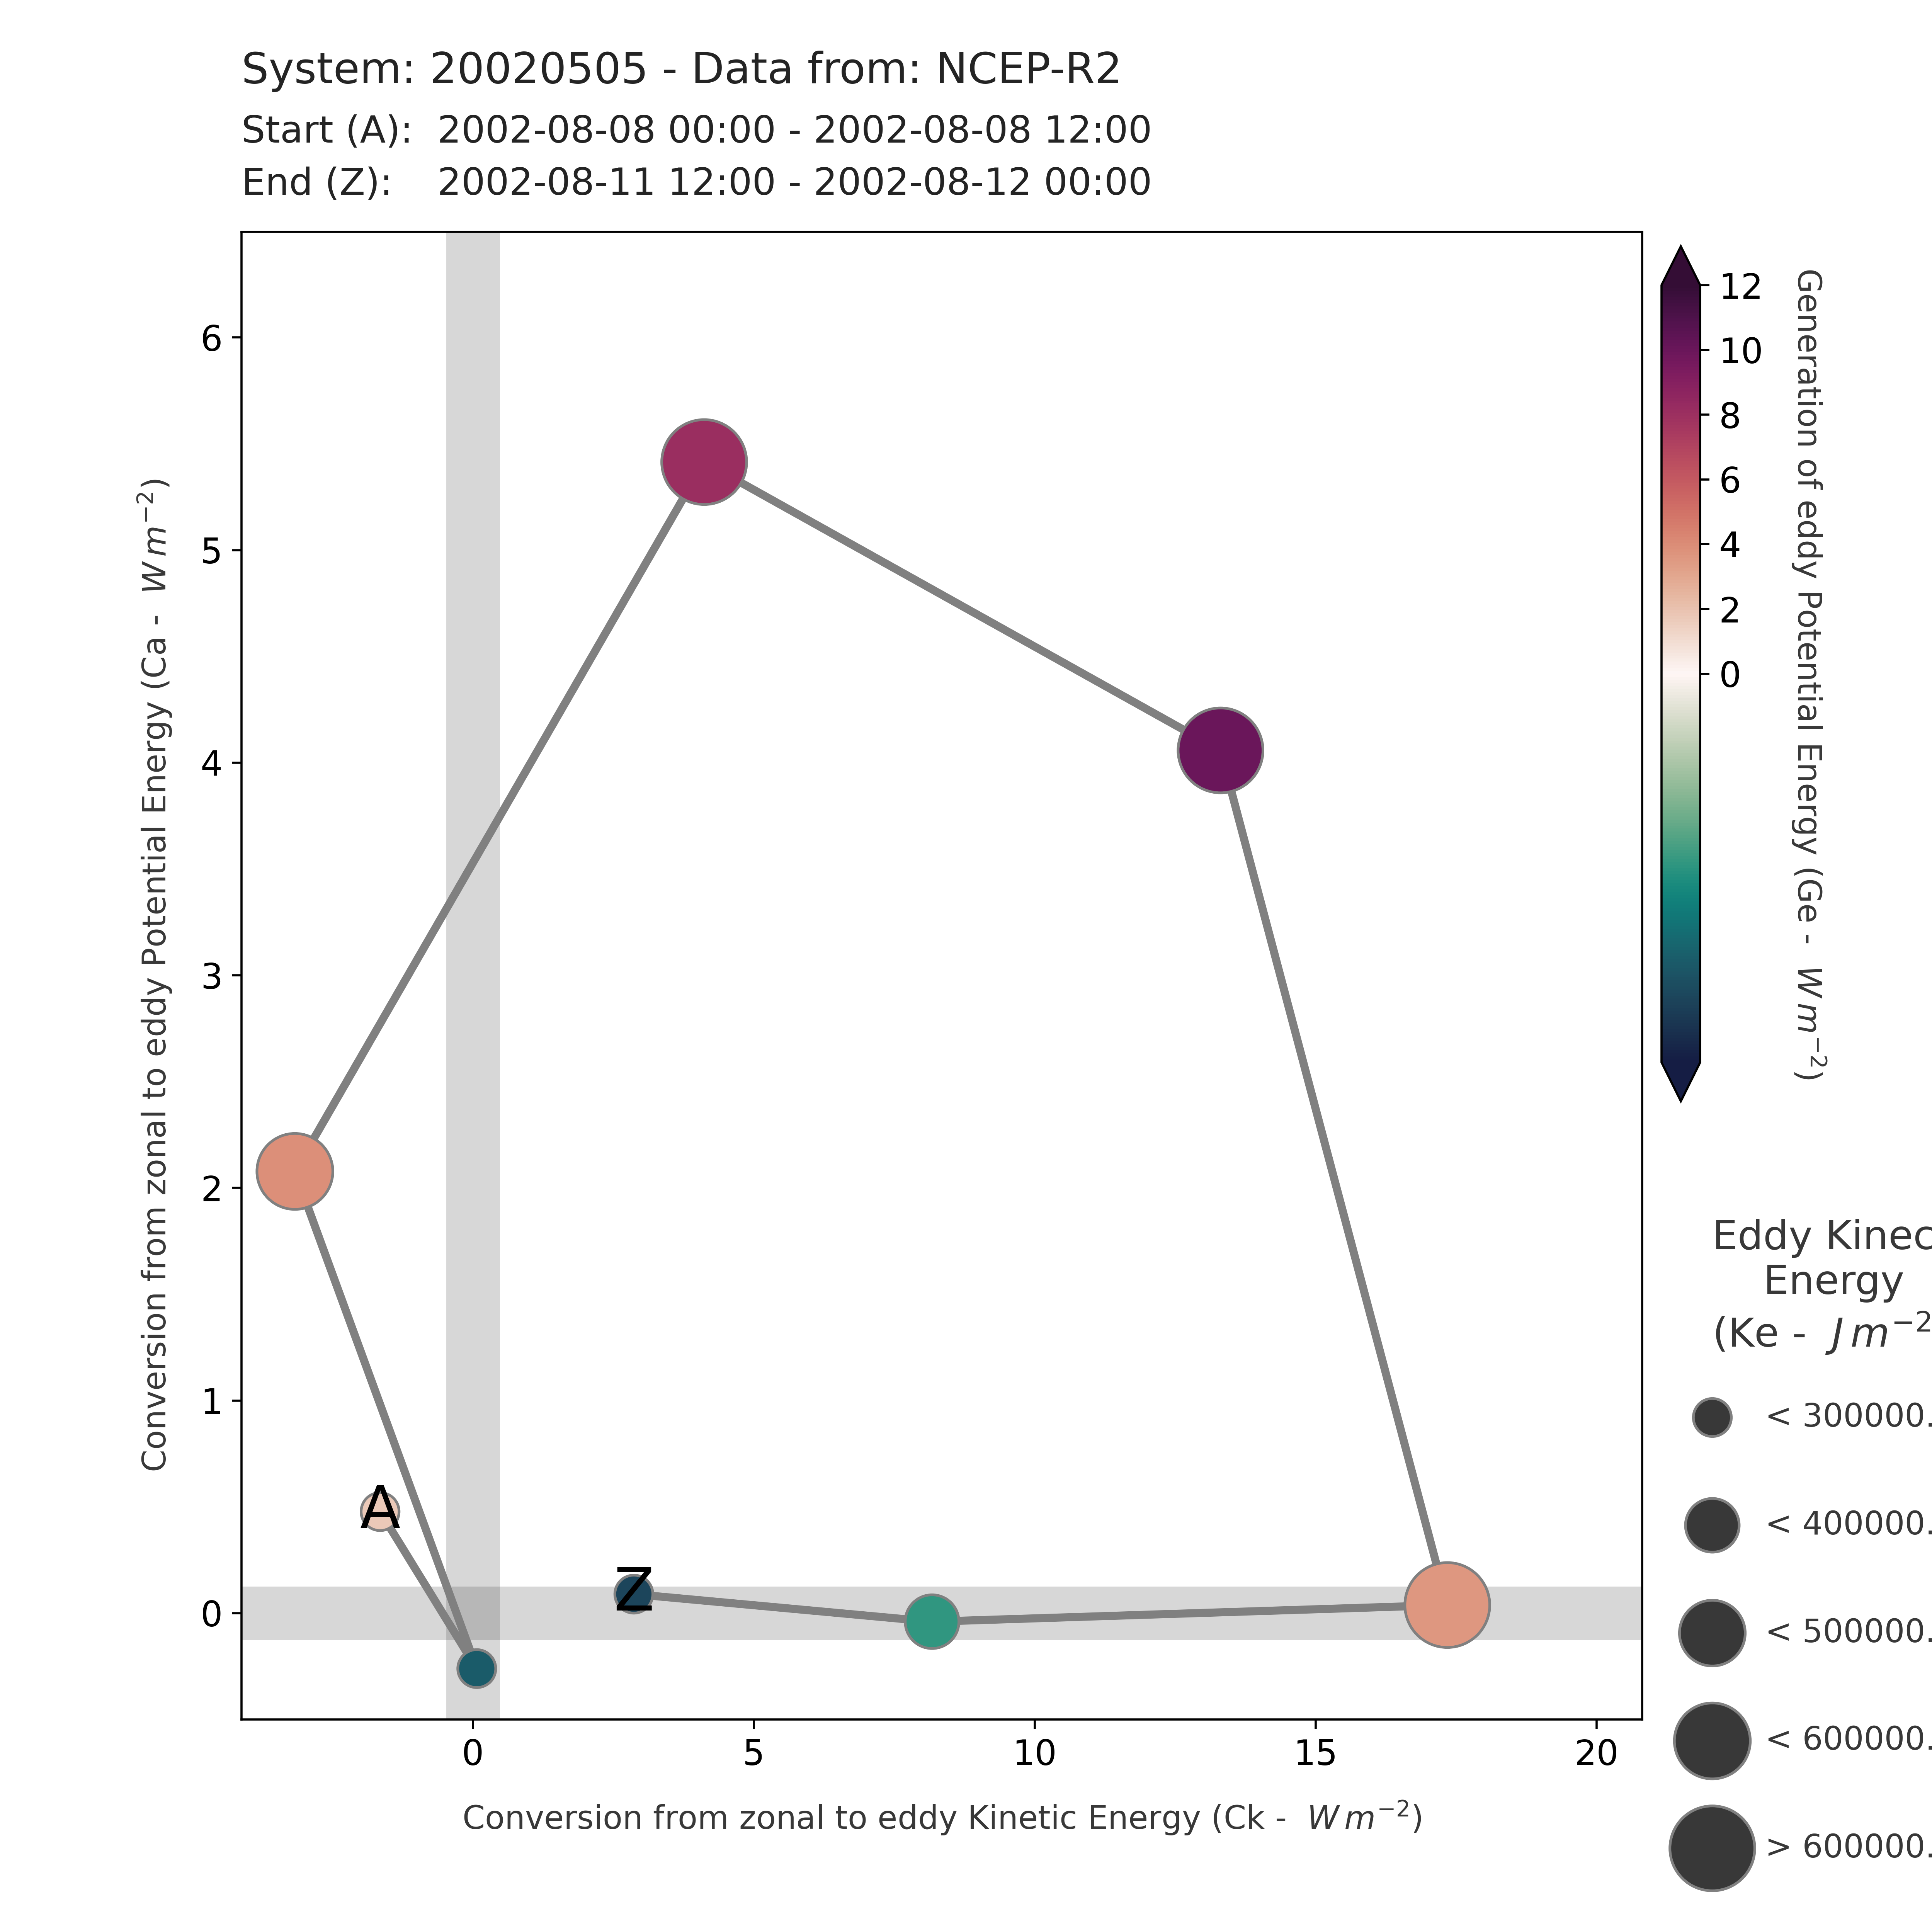 System: 20020505 - Data from: NCEP-R2
Start (A): 2002-08-08 00:00 - 2002-08-08 12:00
End (Z): 2002-08-11 12:00 - 2002-08-12 00:00
Conversion from zonal to eddy Potential Energy (Ca - W m⁻²)
6
5
4
3
2
1
0
A
Z
0
5
10
15
20
Conversion from zonal to eddy Kinetic Energy (Ck - W m⁻²)
12
10
8
6
4
2
0
Generation of eddy Potential Energy (Ge - W m⁻²)
Eddy Kinec
Energy
(Ke - J m⁻²
< 300000.
< 400000.
< 500000.
< 600000.
> 600000.